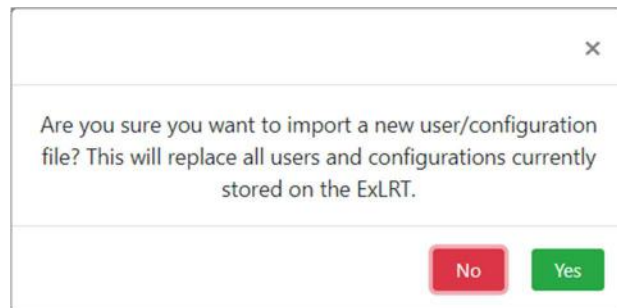 ×
Are you sure you want to import a new user/configuration
file? This will replace all users and configurations currently
stored on the ExLRT.
No Yes